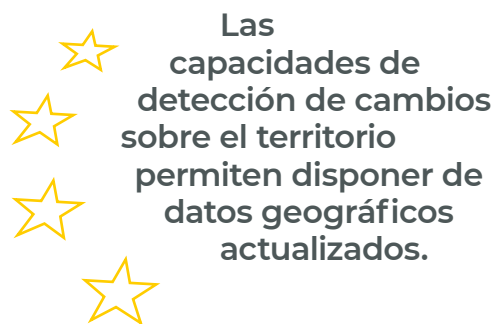 Las
capacidades de
detección de cambios
sobre el territorio
permiten disponer de
datos geográficos
actualizados.